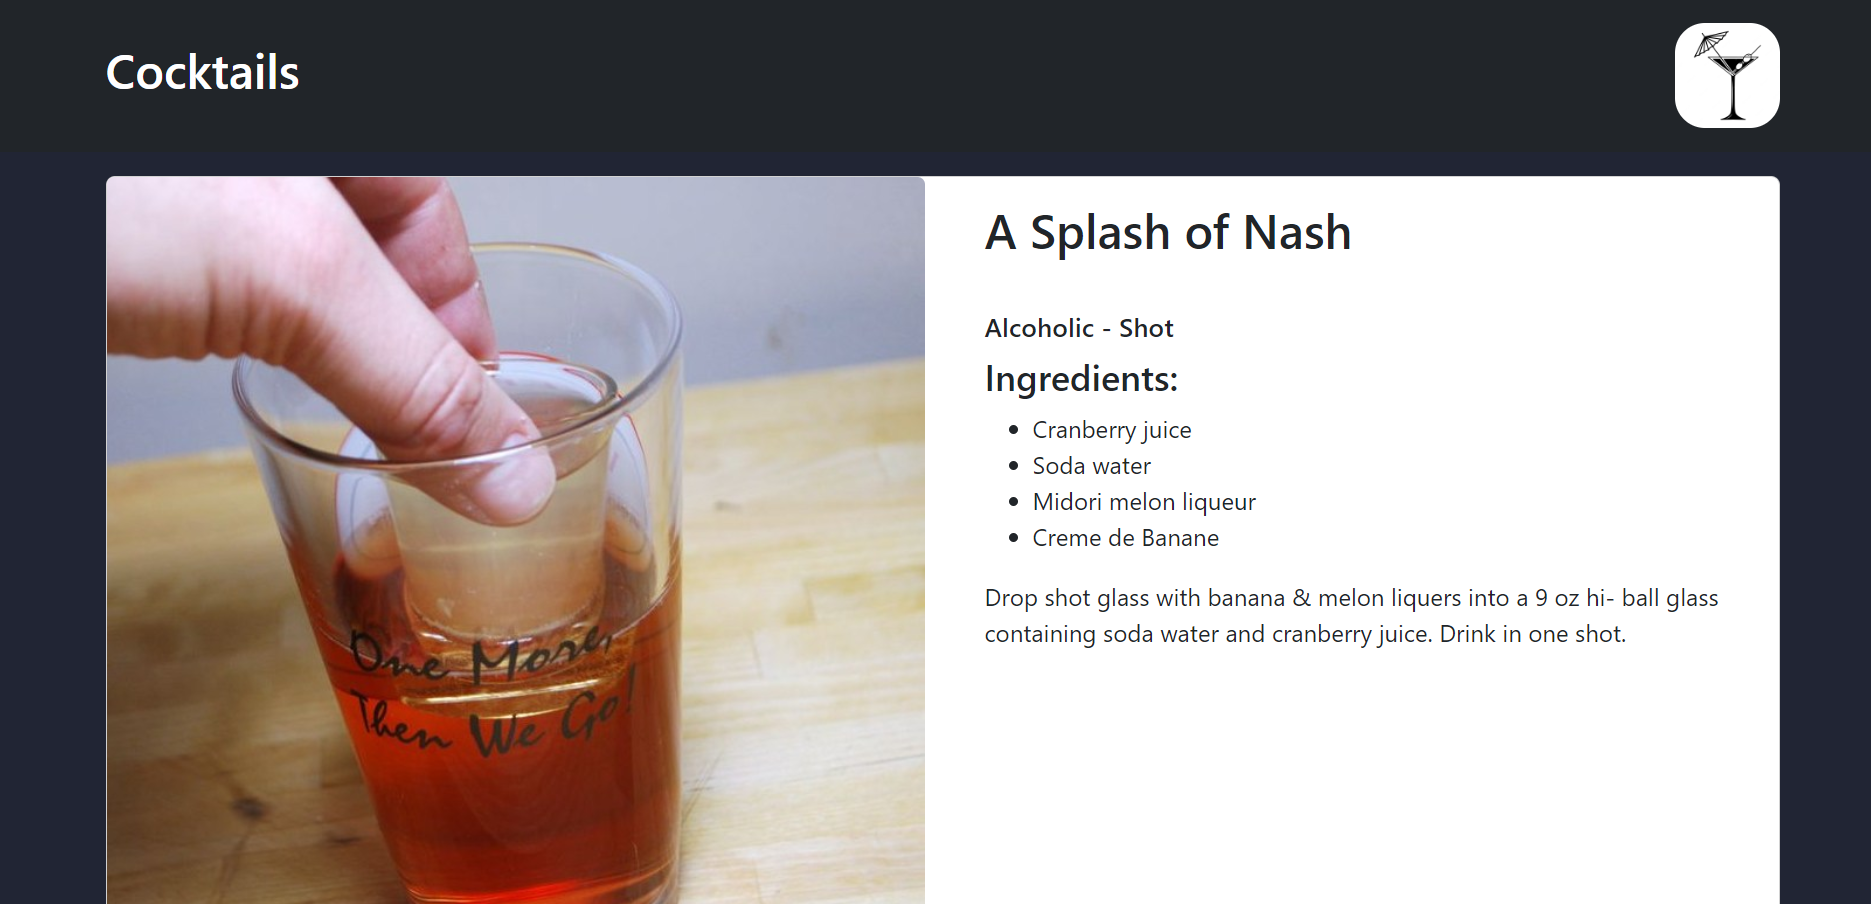 Cocktails
A Splash of Nash
Alcoholic - Shot
Ingredients:
Cranberry juice
Soda water
Midori melon liqueur
Creme de Banane
Drop shot glass with banana & melon liquers into a 9 oz hi- ball glass
containing soda water and cranberry juice. Drink in one shot.
One More,
Then We Go!